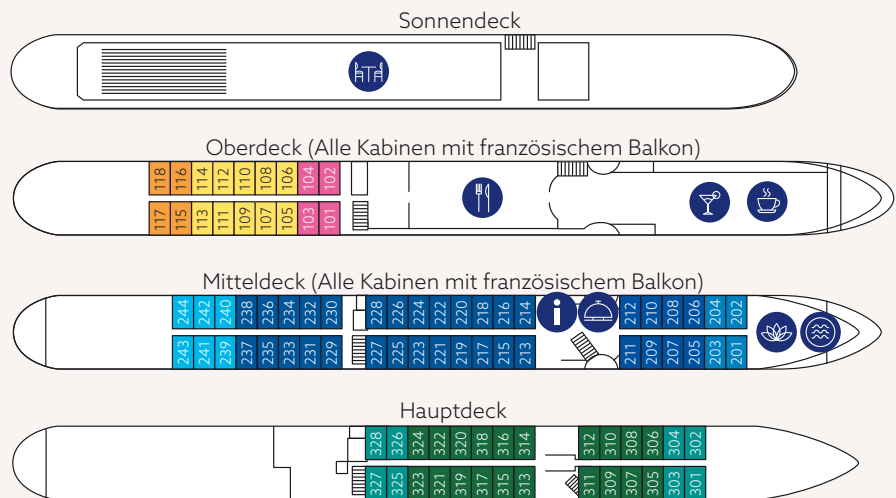 Sonnendeck
Oberdeck (Alle Kabinen mit französischem Balkon)
118 116 114 112 110 108 106 104 102
117 115 113 111 109 107 105 103 101
Mitteldeck (Alle Kabinen mit französischem Balkon)
244 242 240 238 236 234 232 230 228 226 224 222 220 218 216 214 212 210 208 206 204 202
243 241 239 237 235 233 231 229 227 225 223 221 219 217 215 213 211 209 207 205 203 201
Hauptdeck
328 326 324 322 320 318 316 314 312 310 308 306 304 302
327 325 323 321 319 317 315 313 311 309 307 305 303 301